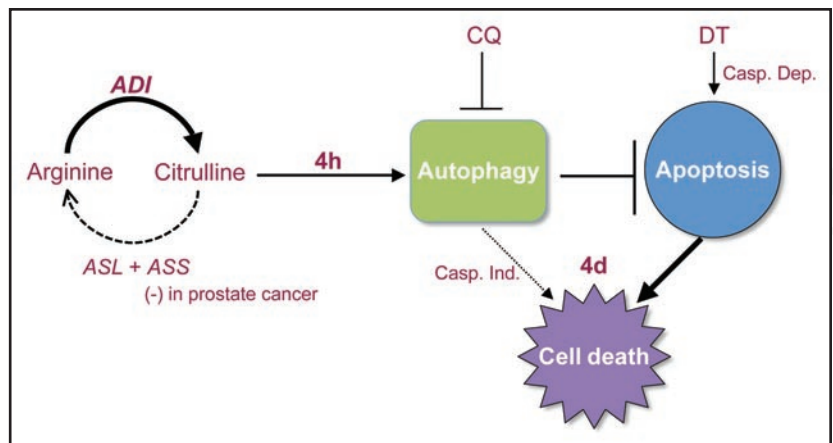 CQ
DT
Casp. Dep.
ADI
Arginine
Citrulline
4h
Autophagy
Apoptosis
ASL + ASS
(-) in prostate cancer
Casp. Ind.
4d
Cell death